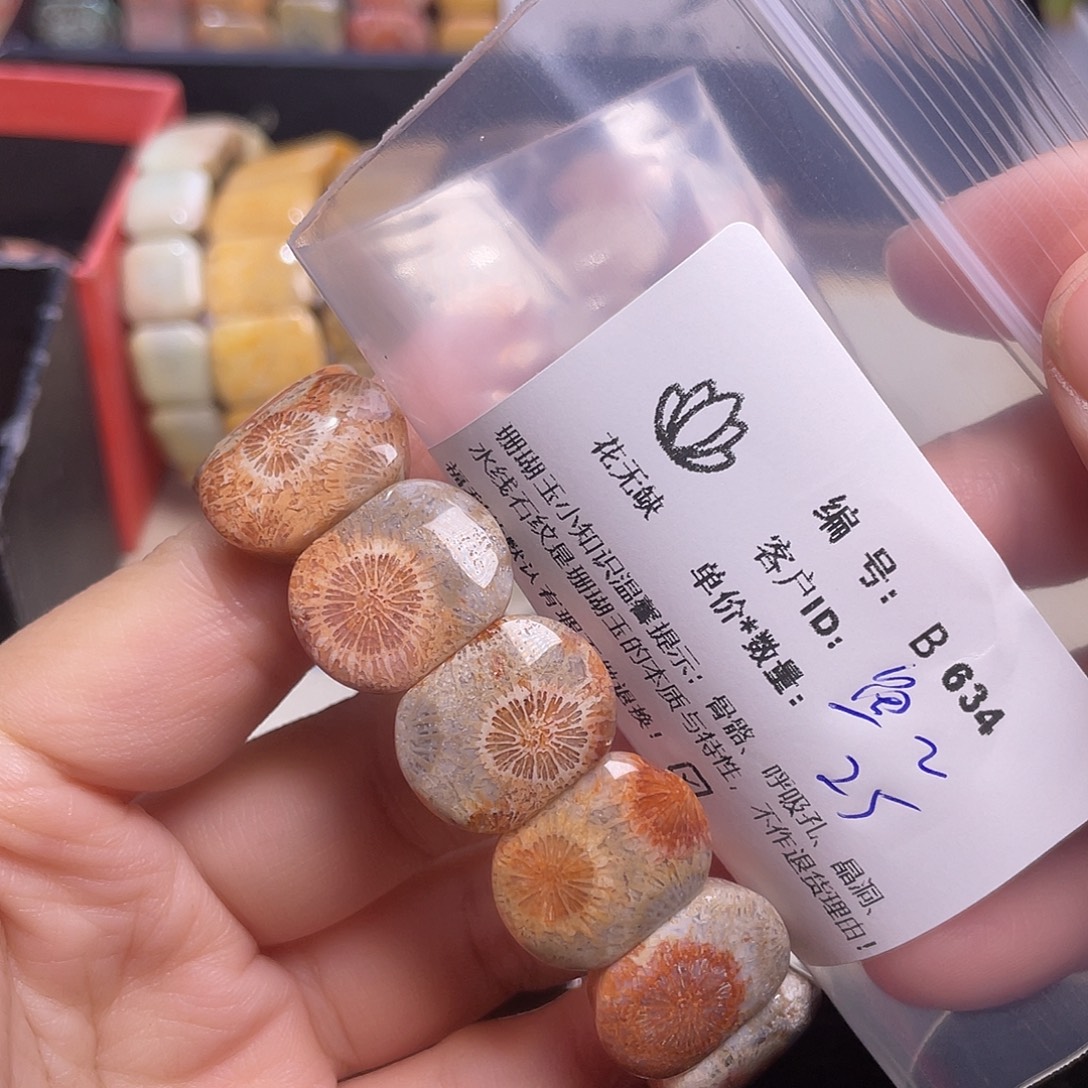 花无缺
编 号: B 634
客户ID:
单价*数量: 25
珊瑚玉小知识温馨提示: 骨骼、呼吸孔、晶洞、
水线石纹是珊瑚玉的本质与特性, 不作退货理由!